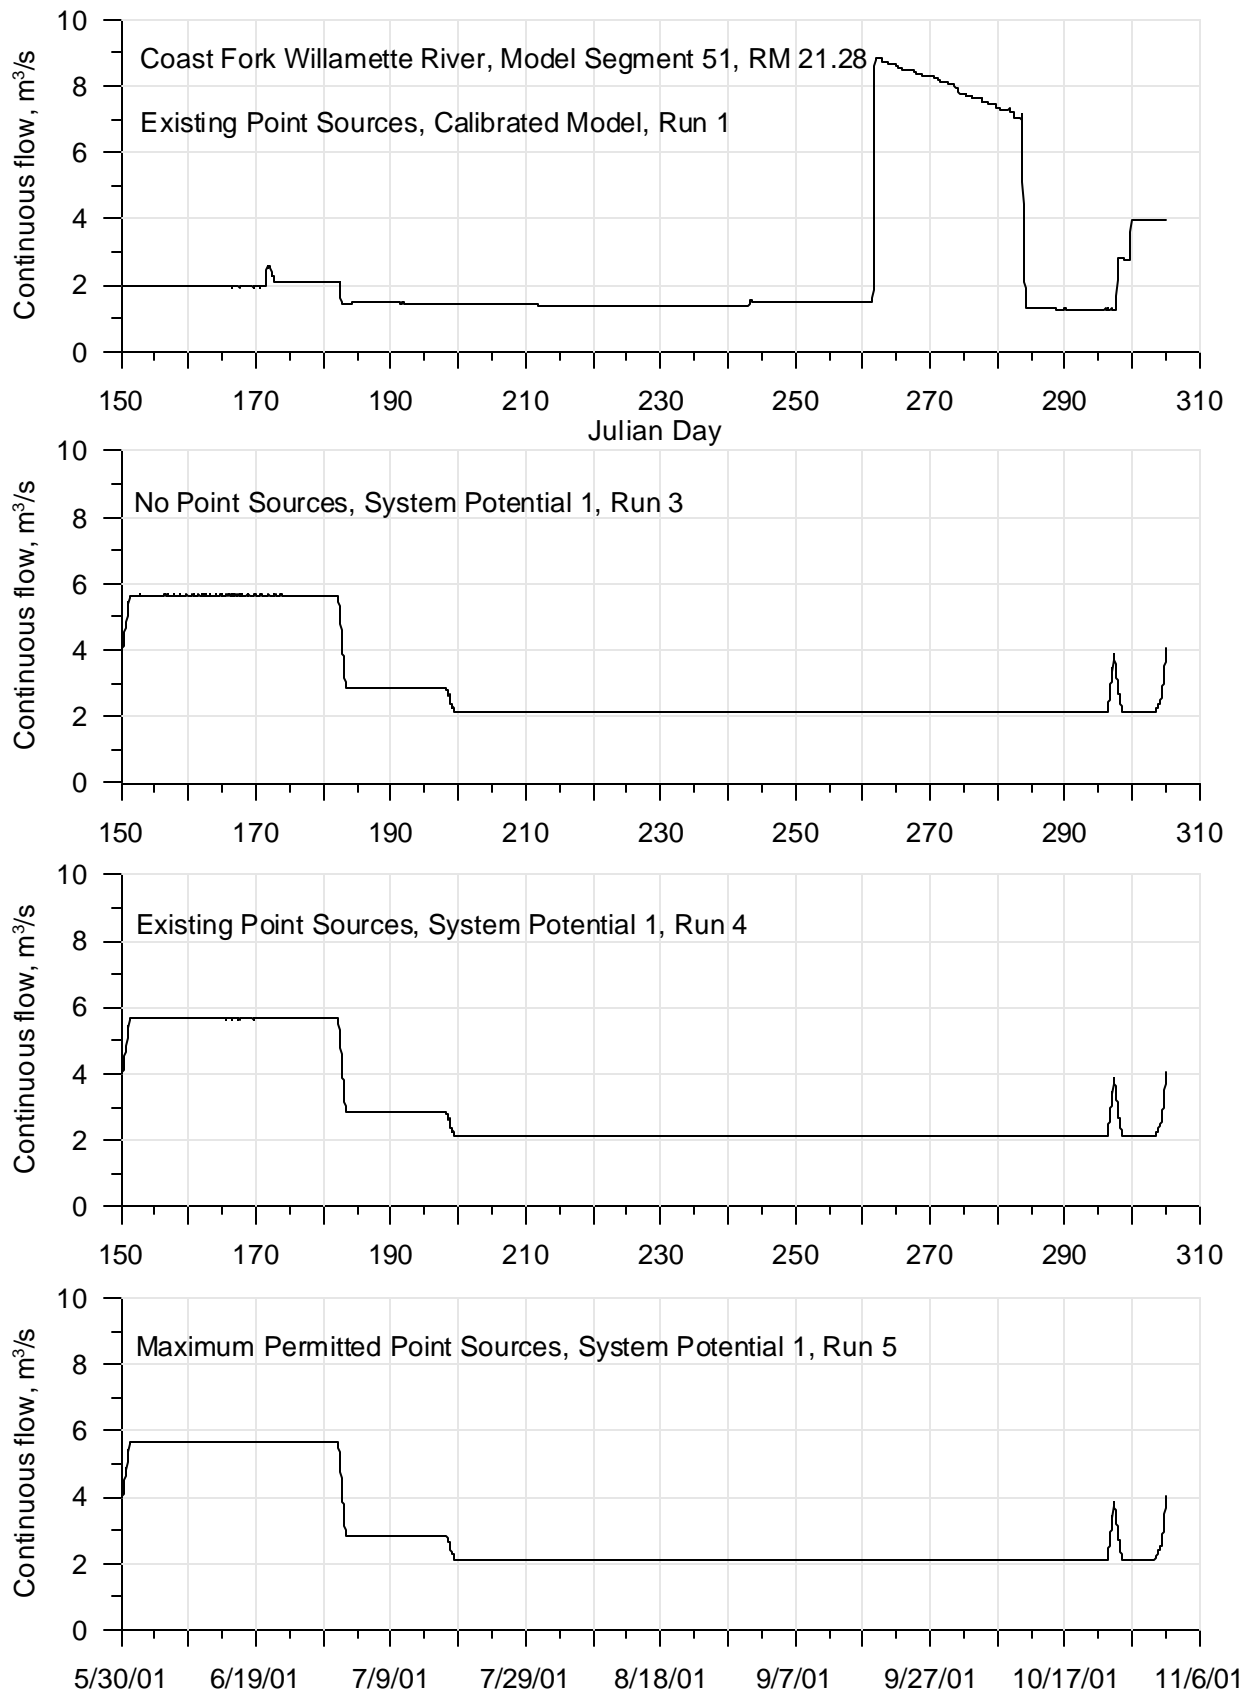 10
8
6
4
2
0
Continuous flow, m³/s
Coast Fork Willamette River, Model Segment 51, RM 21.28
Existing Point Sources, Calibrated Model, Run 1
150 170 190 210 230 250 270 290 310
Julian Day
10
8
6
4
2
0
Continuous flow, m³/s
No Point Sources, System Potential 1, Run 3
150 170 190 210 230 250 270 290 310
10
8
6
4
2
0
Continuous flow, m³/s
Existing Point Sources, System Potential 1, Run 4
150 170 190 210 230 250 270 290 310
10
8
6
4
2
0
Continuous flow, m³/s
Maximum Permitted Point Sources, System Potential 1, Run 5
5/30/01 6/19/01 7/9/01 7/29/01 8/18/01 9/7/01 9/27/01 10/17/01 11/6/01